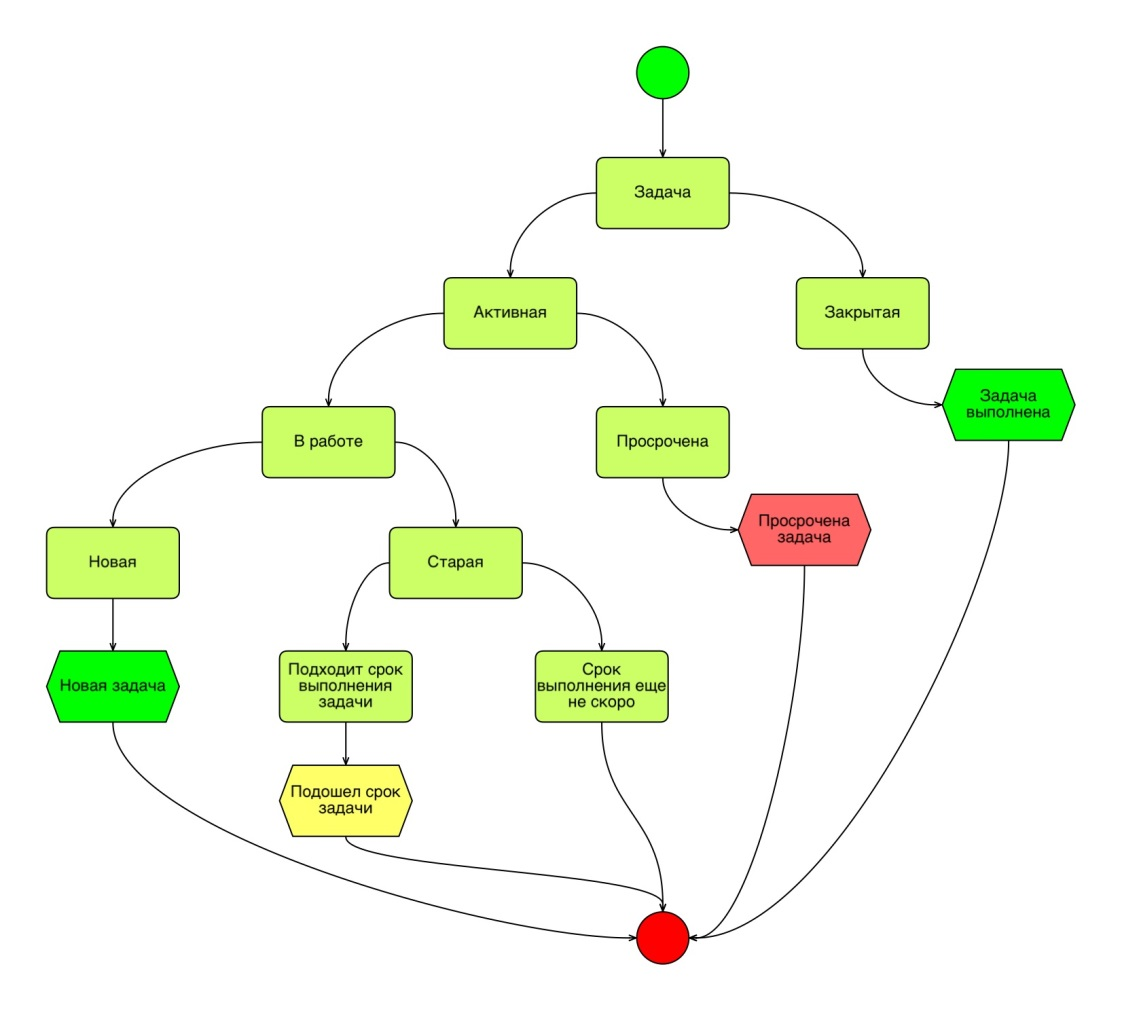 Задача
Активная
Закрытая
Задача
выполнена
В работе
Просрочена
Просрочена
задача
Новая
Старая
Новая задача
Подходит срок
выполнения
задачи
Срок
выполнения еще
не скоро
Подошел срок
задачи